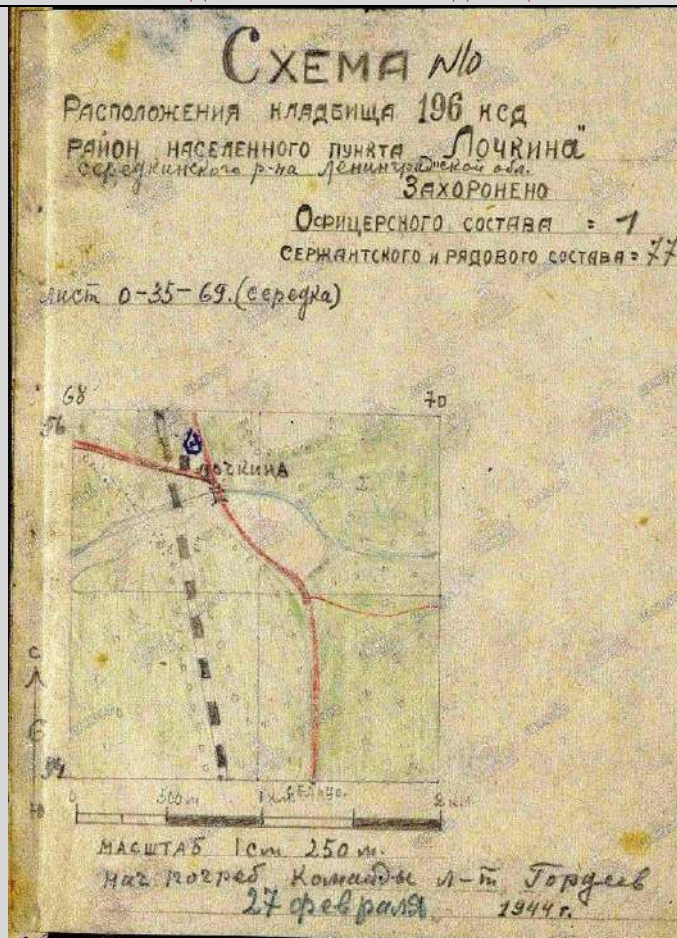 СХЕМА №10
РАСПОЛОЖЕНИЯ КЛАДБИЩА 196 КСД
РАЙОН НАСЕЛЕННОГО ПУНКТА "Лочкина"
середкинского р-на Ленинградской обл.
ЗАХОРОНЕНО
ОФИЦЕРСКОГО СОСТАВА = 1
СЕРЖАНТСКОГО И РЯДОВОГО СОСТАВА = 77
лист О-35-69. (середка)
68 70
56
ЛОЧКИНА
С
94
0 500 м 1 км. 2 км.
МАСШТАБ 1 см 250 м.
нач погреб команды л-т
27 февраля 1944 г.